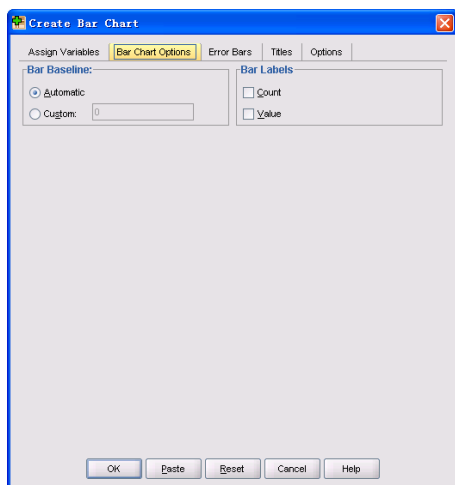 Create Bar Chart
Assign Variables Bar Chart Options Error Bars Titles Options
Bar Baseline: Bar Labels
Automatic Count
Custom: 0 Value
OK Paste Reset Cancel Help